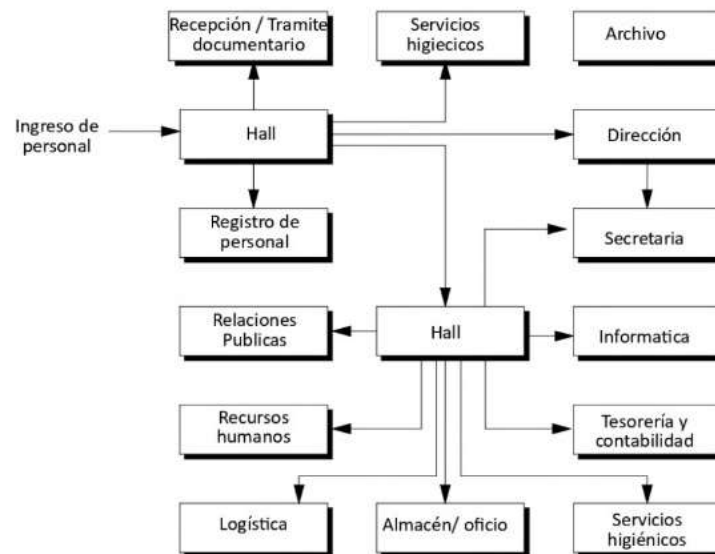 Recepción / Tramite
documentario
Servicios
higiecicos
Archivo
Ingreso de
personal
Hall
Dirección
Registro de
personal
Secretaria
Relaciones
Publicas
Hall
Informatica
Recursos
humanos
Tesorería y
contabilidad
Logística
Almacén/ oficio
Servicios
higiénicos